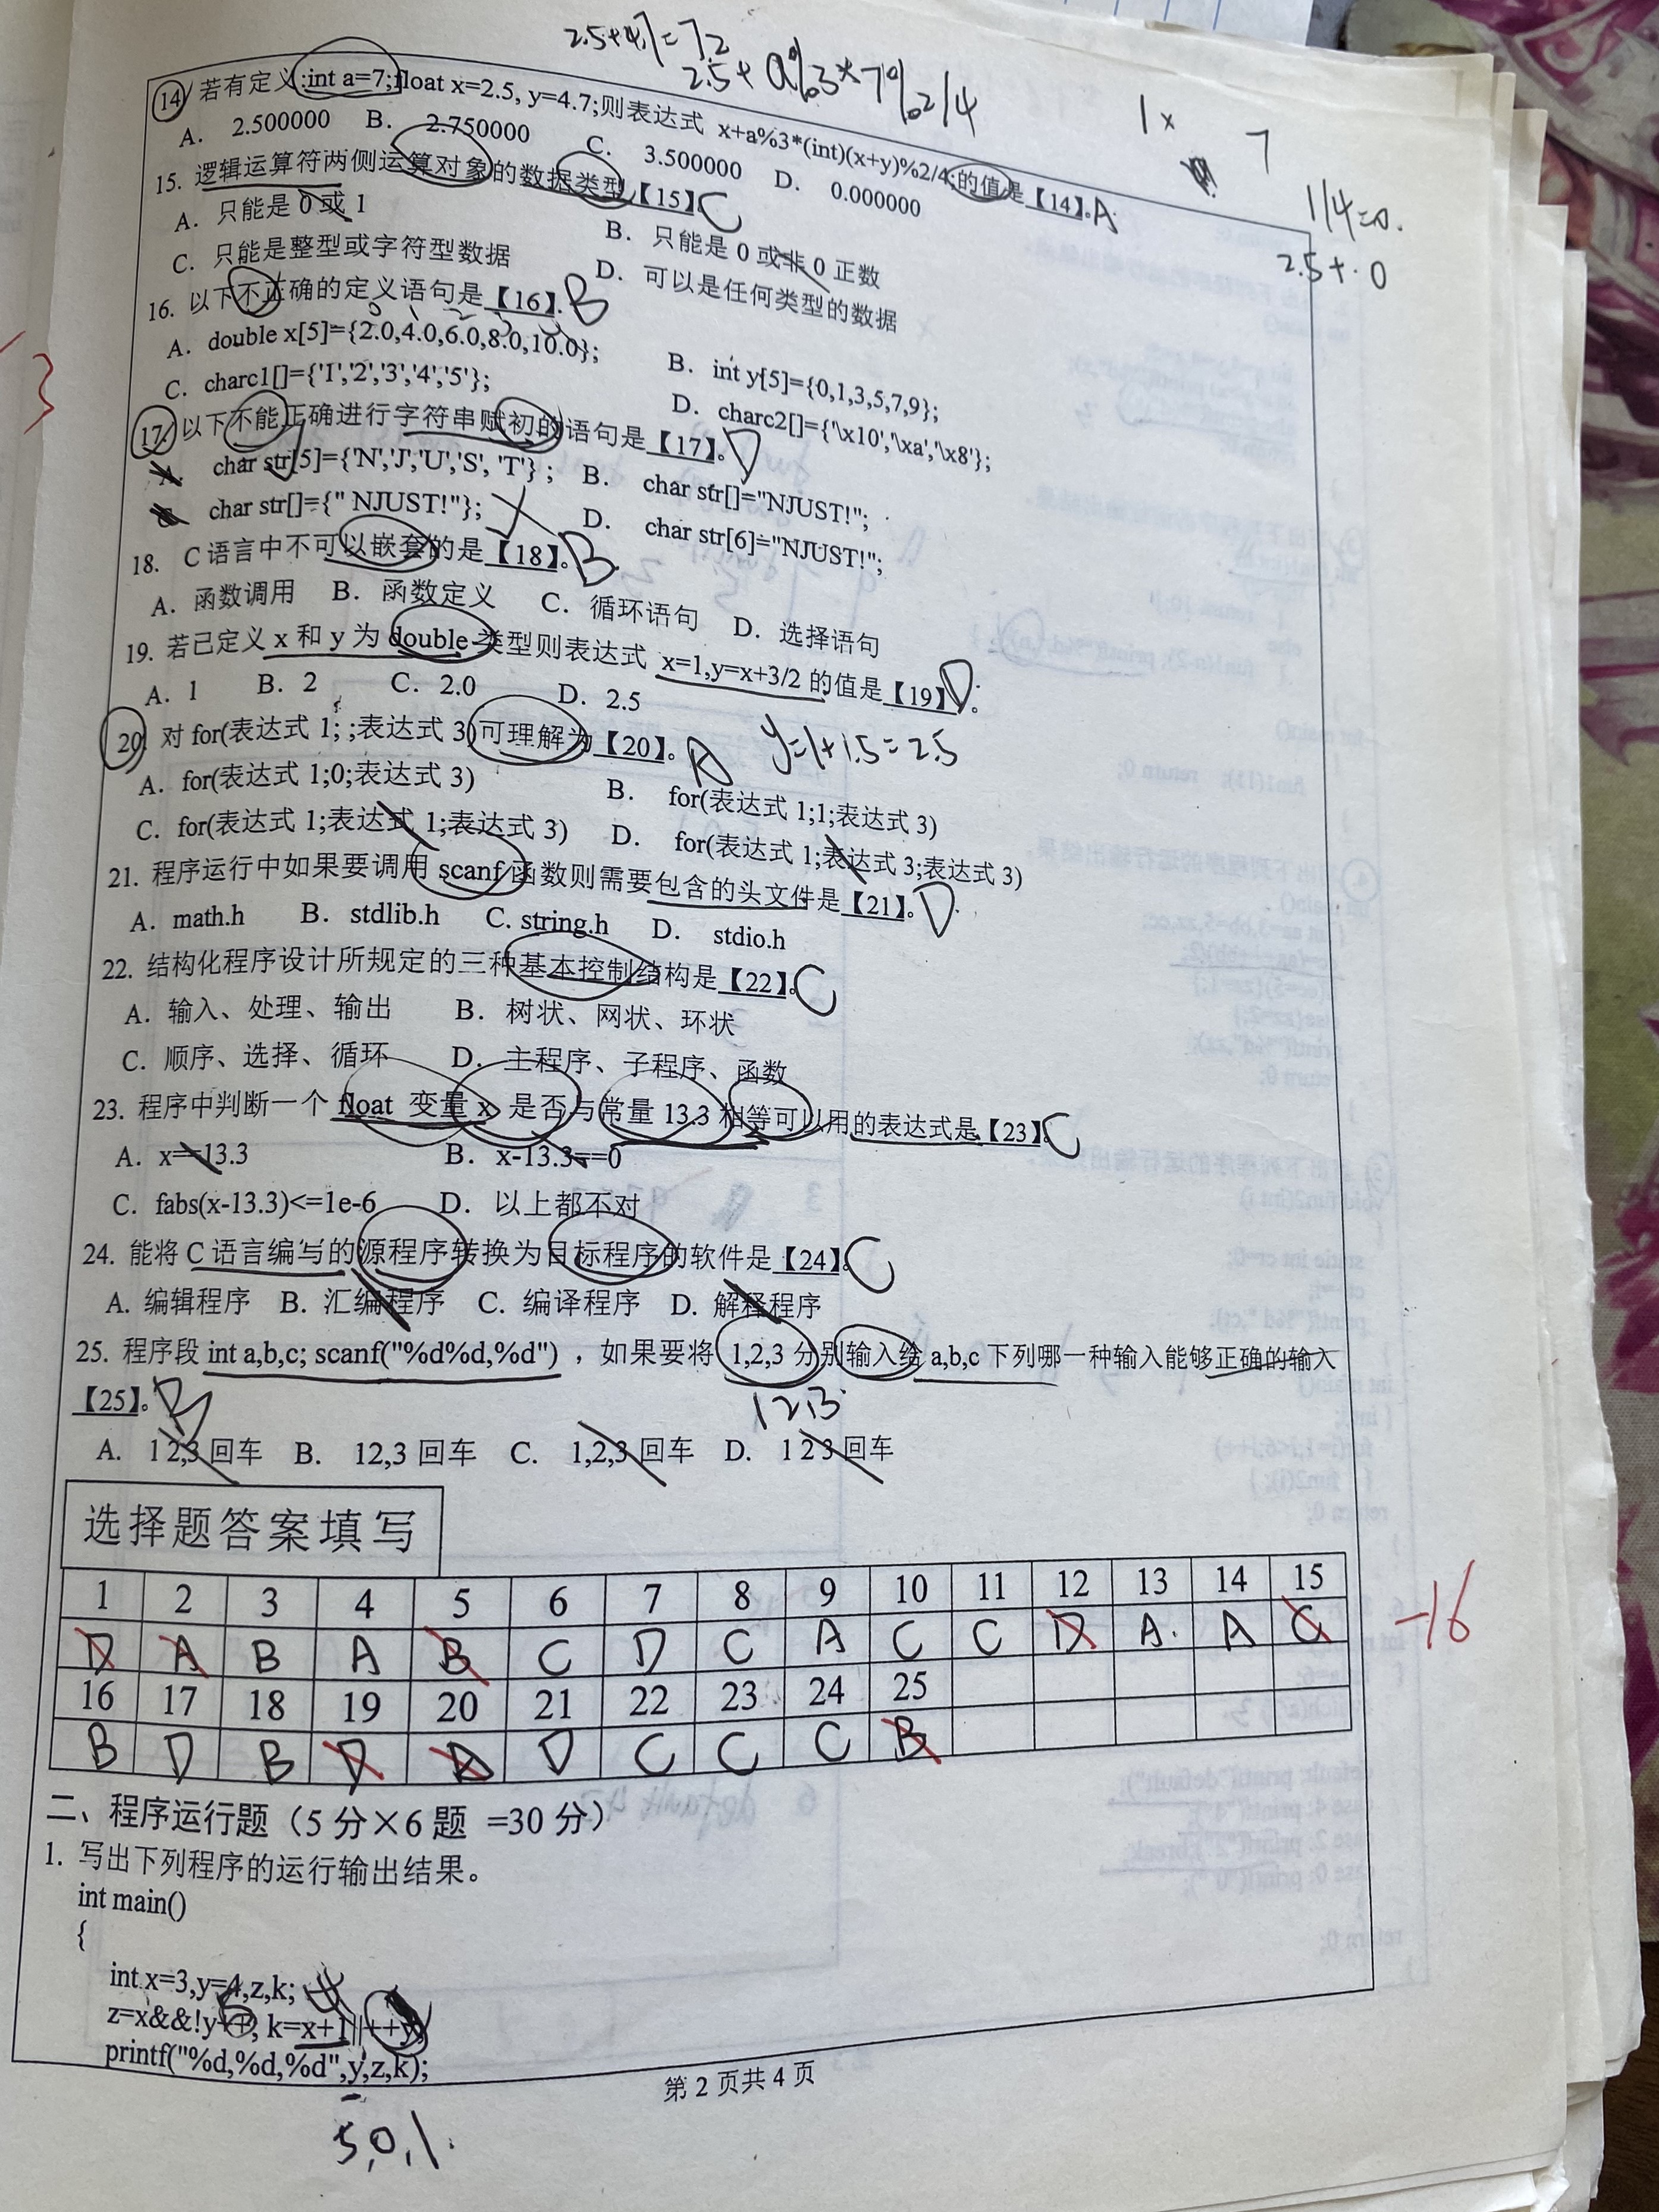 2.5+4.7=7.2
2.5+ a%3*7%2/4
14. 若有定义:int a=7;float x=2.5, y=4.7;则表达式 x+a%3*(int)(x+y)%2/4;的值是【14】。A
1× 7
1/4=0.
2.5+.0
A. 2.500000 B. 2.750000 C. 3.500000 D. 0.000000
15. 逻辑运算符两侧运算对象的数据类型【15】 C
A. 只能是 0 或 1 B. 只能是 0 或非 0 正数
C. 只能是整型或字符型数据 D. 可以是任何类型的数据
16. 以下不正确的定义语句是【16】. B
A. double x[5]={2.0,4.0,6.0,8.0,10.0}; B. int y[5]={0,1,3,5,7,9};
C. charc1[]={'1','2','3','4','5'}; D. charc2[]={'\x10','\xa','\x8'};
17. 以下不能正确进行字符串赋初的语句是【17】。D
A. char str[5]={'N','J','U','S', 'T'} ; B. char str[]="NJUST!";
C char str[]={" NJUST!"}; D. char str[6]="NJUST!";
18. C 语言中不可以嵌套的是【18】。B
A. 函数调用 B. 函数定义 C. 循环语句 D. 选择语句
19. 若已定义 x 和 y 为 double 类型则表达式 x=1,y=x+3/2 的值是【19】D。
A. 1 B. 2 C. 2.0 D. 2.5
20. 对 for(表达式 1; ;表达式 3)可理解为【20】。A y=1+1.5=2.5
A. for(表达式 1;0;表达式 3) B. for(表达式 1;1;表达式 3)
C. for(表达式 1;表达式 1;表达式 3) D. for(表达式 1;表达式 3;表达式 3)
21. 程序运行中如果要调用 scanf 函数则需要包含的头文件是【21】。D
A. math.h B. stdlib.h C. string.h D. stdio.h
22. 结构化程序设计所规定的三种基本控制结构是【22】。C
A. 输入、处理、输出 B. 树状、网状、环状
C. 顺序、选择、循环 D. 主程序、子程序、函数
23. 程序中判断一个 float 变量 x 是否与常量 13.3 相等可以用的表达式是【23】。C
A. x==13.3 B. x-13.3==0
C. fabs(x-13.3)<=1e-6 D. 以上都不对
24. 能将 C 语言编写的源程序转换为目标程序的软件是【24】。C
A. 编辑程序 B. 汇编程序 C. 编译程序 D. 解释程序
25. 程序段 int a,b,c; scanf("%d%d,%d") ，如果要将 1,2,3 分别输入给 a,b,c 下列哪一种输入能够正确的输入
【25】。B 12,3
A. 1 2,3 回车 B. 12,3 回车 C. 1,2,3 回车 D. 1 2 3 回车
选择题答案填写
1 2 3 4 5 6 7 8 9 10 11 12 13 14 15
D A B A B C D C A C C D A. A C
-16
16 17 18 19 20 21 22 23 24 25
B D B D A D C C C B
二、程序运行题（5 分×6 题 =30 分）
1. 写出下列程序的运行输出结果。
int main()
{
int x=3,y=4,z,k;
z=x&&!y++; k=x+1||++y;
printf("%d,%d,%d",y,z,k);
第 2 页共 4 页
5,0,1.